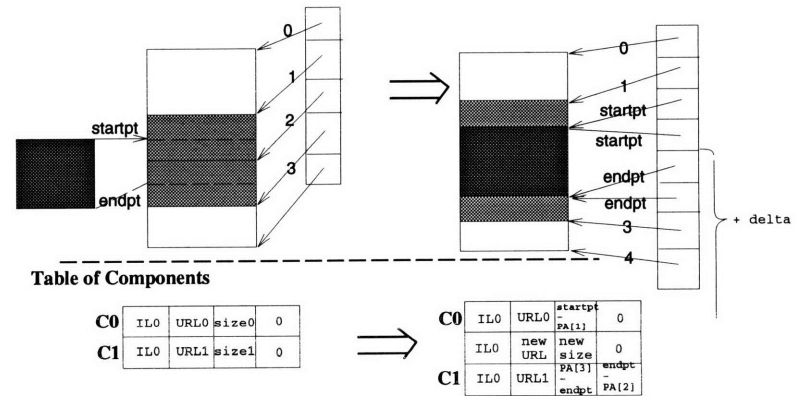 0
1
2
3
startpt
endpt
0
1
startpt
startpt
endpt
endpt
3
4
+ delta
Table of Components
C0 IL0 URL0 size0 0
C1 IL0 URL1 size1 0
C0 IL0 URL0 startpt - PA[1] 0
IL0 new URL new size 0
C1 IL0 URL1 PA[3] - endpt endpt - PA[2]